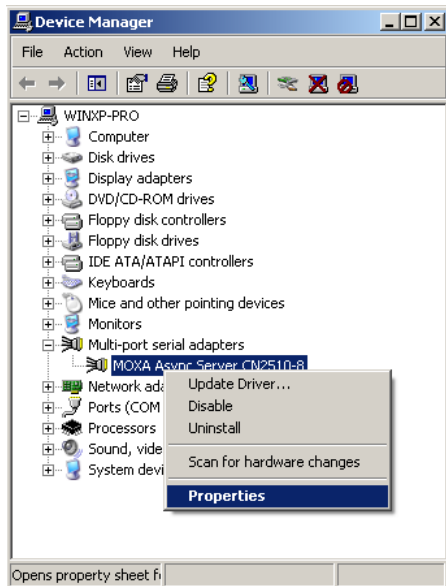 Device Manager
File Action View Help
WINXP-PRO
Computer
Disk drives
Display adapters
DVD/CD-ROM drives
Floppy disk controllers
Floppy disk drives
IDE ATA/ATAPI controllers
Keyboards
Mice and other pointing devices
Monitors
Multi-port serial adapters
MOXA Async Server CN2510-8
Network ada
Update Driver...
Ports (COM
Disable
Processors
Uninstall
Sound, vide
Scan for hardware changes
System devi
Properties
Opens property sheet f